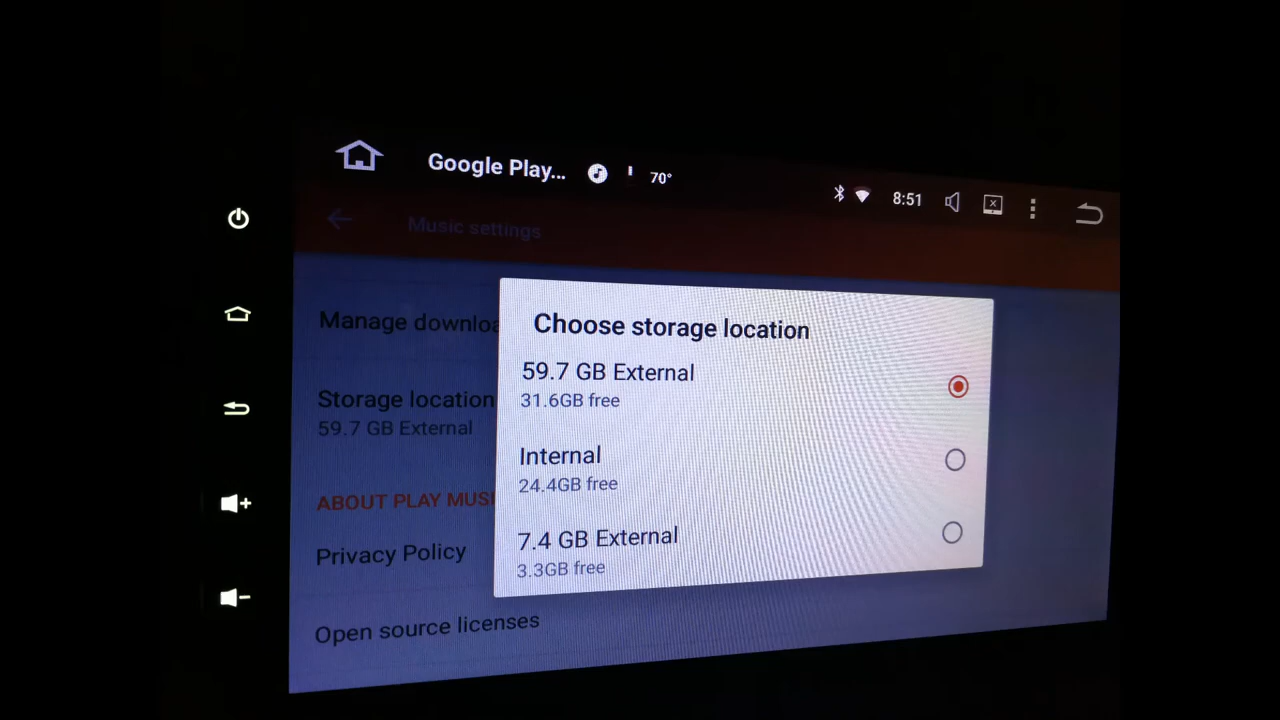 Google Play... 70° 8:51
Music settings
Manage downloa
Storage location
59.7 GB External
ABOUT PLAY MUSI
Privacy Policy
Open source licenses
Choose storage location
59.7 GB External
31.6GB free
Internal
24.4GB free
7.4 GB External
3.3GB free